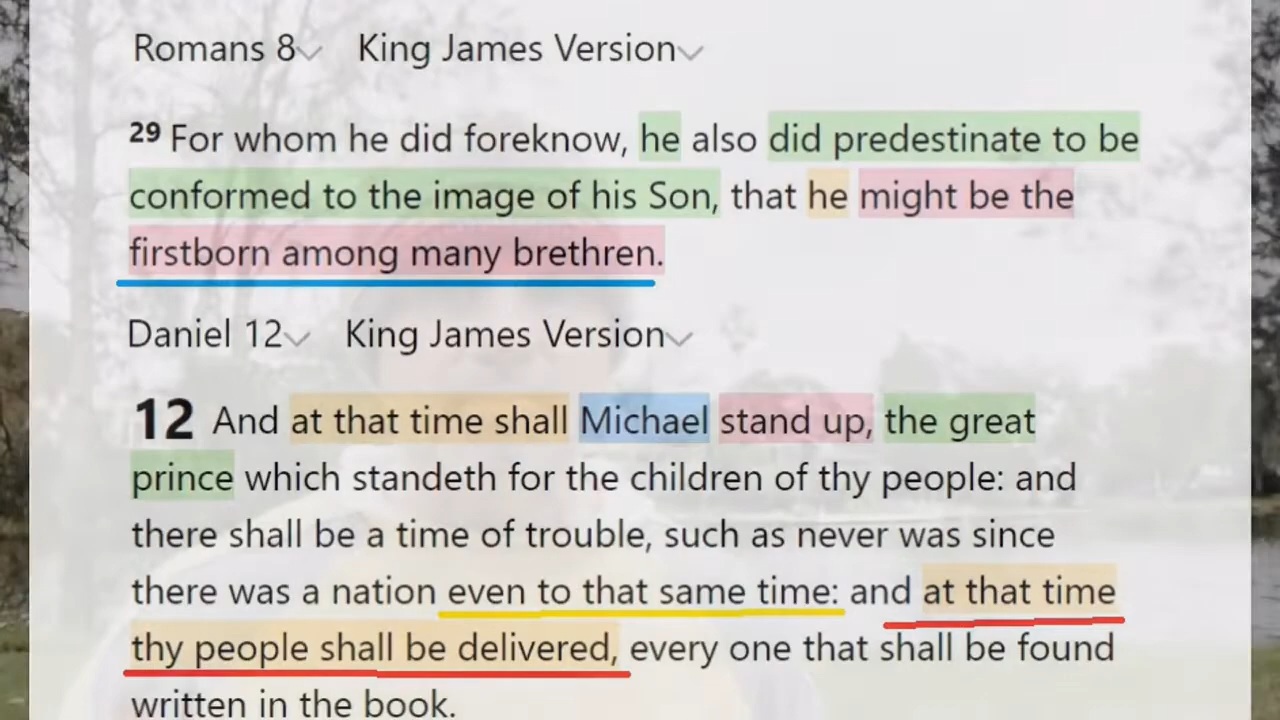 Romans 8 King James Version
29 For whom he did foreknow, he also did predestinate to be
conformed to the image of his Son, that he might be the
firstborn among many brethren.
Daniel 12 King James Version
12 And at that time shall Michael stand up, the great
prince which standeth for the children of thy people: and
there shall be a time of trouble, such as never was since
there was a nation even to that same time: and at that time
thy people shall be delivered, every one that shall be found
written in the book.